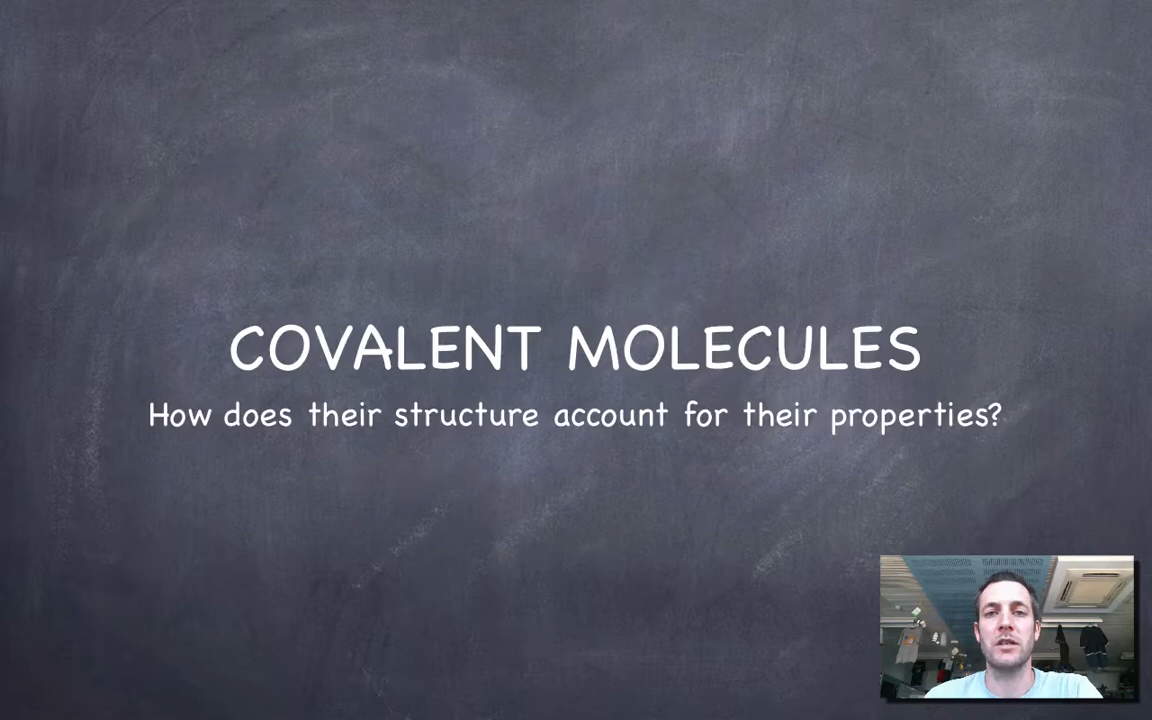 COVALENT MOLECULES
How does their structure account for their properties?